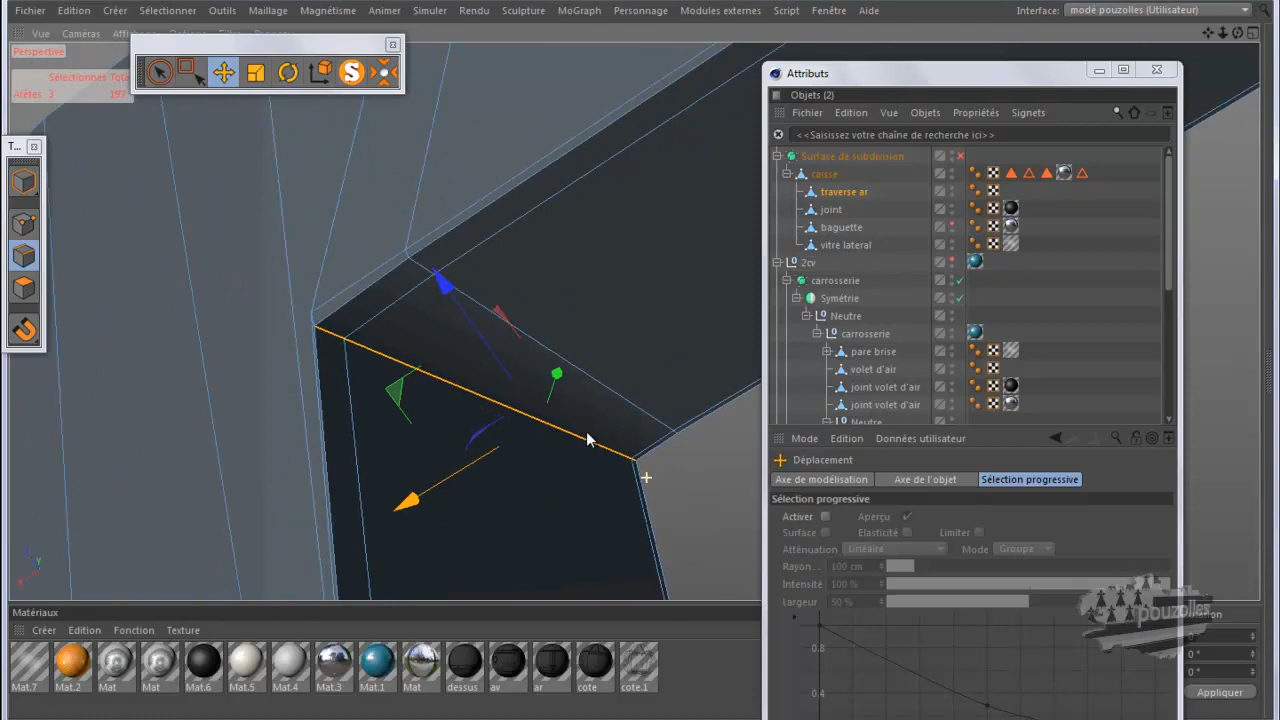 Fichier Edition Créer Sélectionner Outils Maillage Magnétisme Animer Simuler Rendu Sculpture MoGraph Personnage Modules externes Script Fenêtre Aide Interface: modé pouzolles (Utilisateur)
Vue Caméras
Perspective
Sélectionnés Tota
Arêtes 3 197
T...
Attributs
Objets (2)
Fichier Edition Vue Objets Propriétés Signets
<<Saisissez votre chaîne de recherche ici>>
Surface de subdivision
caisse
traverse ar
joint
baguette
vitre lateral
2cv
carrosserie
Symétrie
Neutre
carrosserie
pare brise
volet d'air
joint volet d'air
joint volet d'air
Neutre
Mode Edition Données utilisateur
Déplacement
Axe de modélisation Axe de l'objet Sélection progressive
Sélection progressive
Activer Aperçu
Surface Elasticité Limiter
Atténuation Linéaire Mode Groupe
Rayon . . 100 cm
Intensité 100 %
Largeur 50 %
0.8
0.4
pouzolles
0 °
0 °
Appliquer
Matériaux
Créer Edition Fonction Texture
Mat.7 Mat.2 Mat Mat Mat.6 Mat.5 Mat.4 Mat.3 Mat.1 Mat dessus av ar cote cote.1
X Y Z